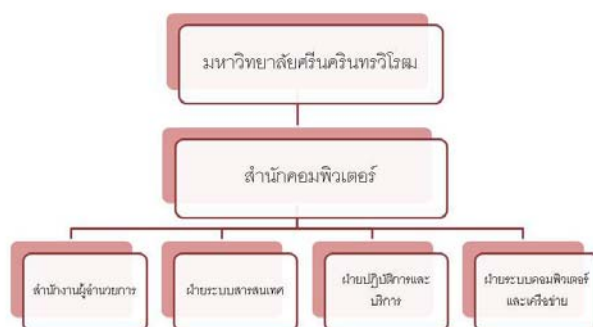 มหาวิทยาลัยศรีนครินทรวิโรฒ
สำนักคอมพิวเตอร์
สำนักงานผู้อำนวยการ
ฝ่ายระบบสารสนเทศ
ฝ่ายปฏิบัติการและ
บริการ
ฝ่ายระบบคอมพิวเตอร์
และเครือข่าย